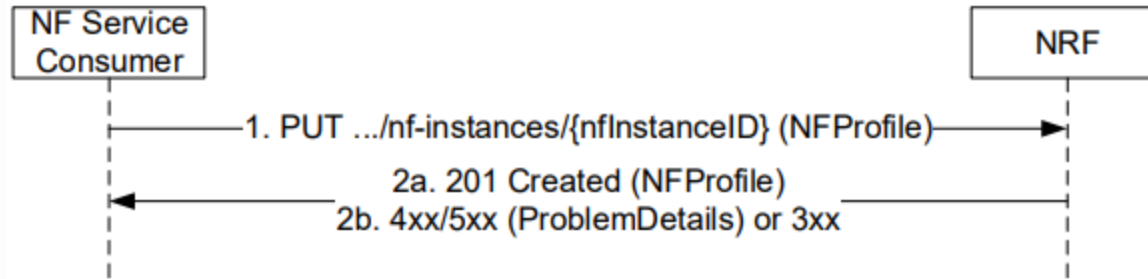 NF Service
Consumer
NRF
1. PUT .../nf-instances/{nfInstanceID} (NFProfile)
2a. 201 Created (NFProfile)
2b. 4xx/5xx (ProblemDetails) or 3xx